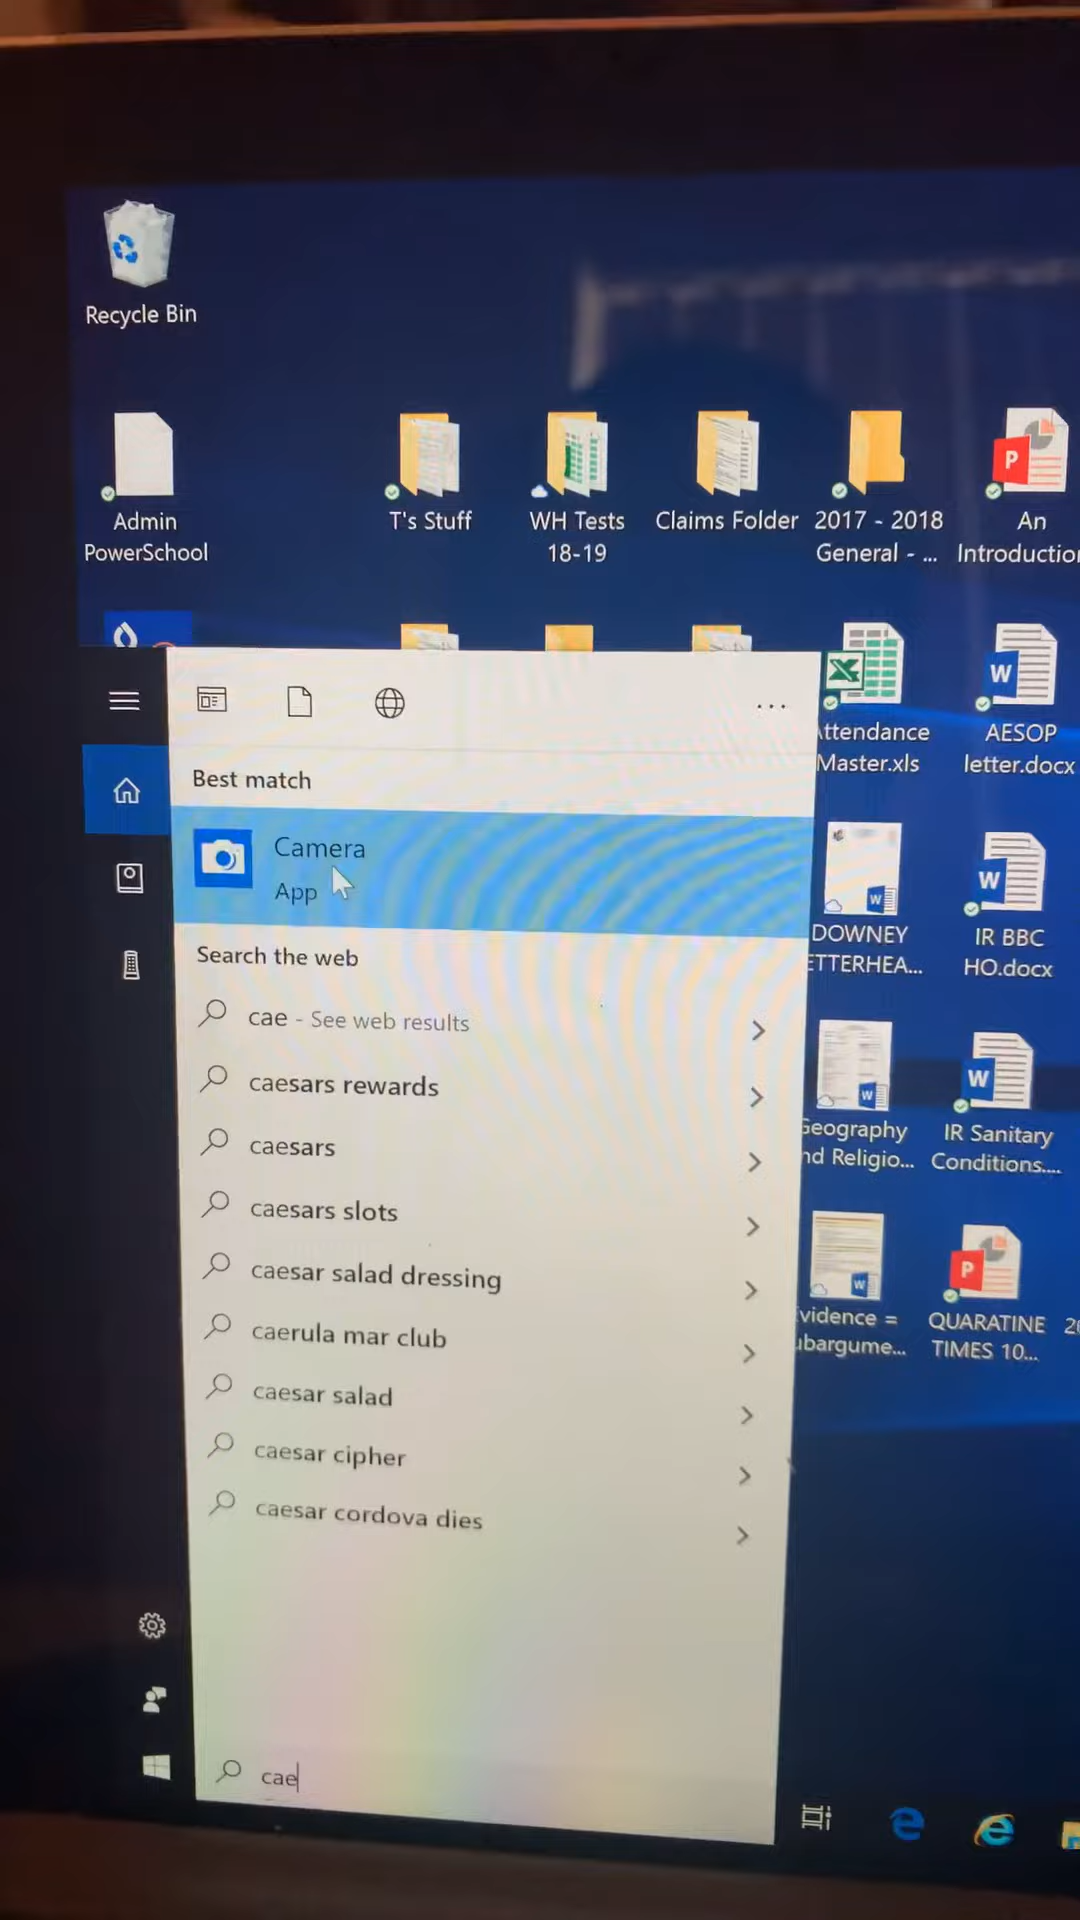 Recycle Bin
Admin
PowerSchool
T's Stuff
WH Tests
18-19
Claims Folder
2017 - 2018
General - ...
An
Introduction
Attendance
Master.xls
AESOP
letter.docx
Best match
Camera
App
DOWNEY
ETTERHEA...
IR BBC
HO.docx
Search the web
cae - See web results
caesars rewards
caesars
caesars slots
caesar salad dressing
caerula mar club
caesar salad
caesar cipher
caesar cordova dies
Geography
nd Religio...
IR Sanitary
Conditions....
vidence =
ubargume...
QUARATINE
TIMES 10...
cae